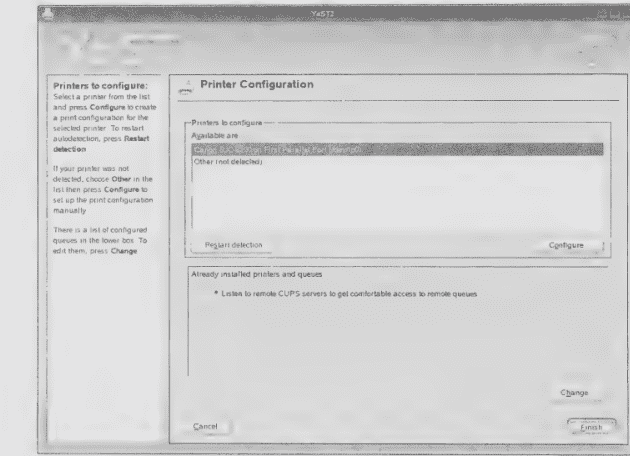 YaST2
Printers to configure:
Select a printer from the list
and press Configure to create
a print configuration for the
selected printer. To restart
autodetection, press Restart
detection
If your printer was not
detected, choose Other in the
list then press Configure to
set up the print configuration
manually
There is a list of configured
queues in the lower box. To
edit them, press Change
Printer Configuration
Printers to configure
Available are
Canon First Parallel Port
Other (not detected)
Restart detection
Configure
Already installed printers and queues
* Listen to remote CUPS servers to get comfortable access to remote queues
Change
Cancel
Finish